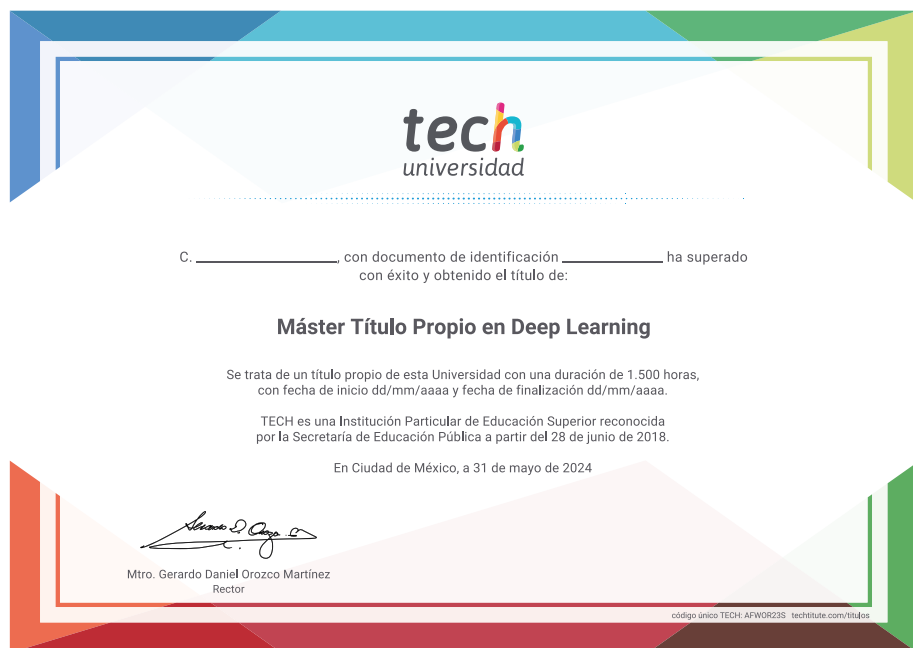 tech
universidad
C. ____________, con documento de identificación ____________ ha superado
con éxito y obtenido el título de:
Máster Título Propio en Deep Learning
Se trata de un título propio de esta Universidad con una duración de 1.500 horas,
con fecha de inicio dd/mm/aaaa y fecha de finalización dd/mm/aaaa.
TECH es una Institución Particular de Educación Superior reconocida
por la Secretaría de Educación Pública a partir del 28 de junio de 2018.
En Ciudad de México, a 31 de mayo de 2024
Mtro. Gerardo Daniel Orozco Martínez
Rector
código único TECH: AFWOR23S techtitute.com/titulos